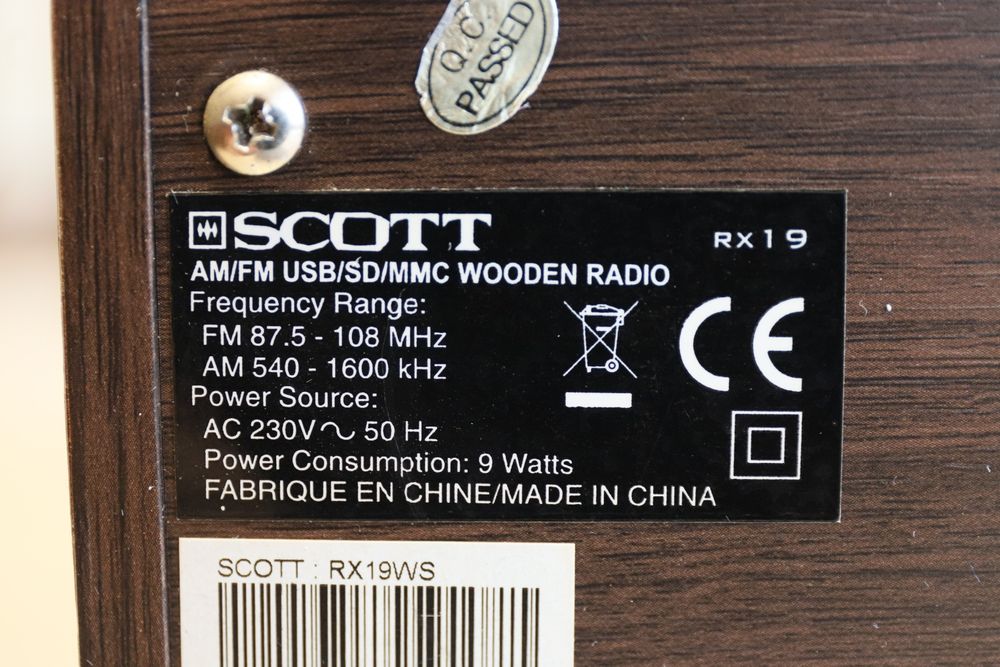 Q.C.
PASSED
SCOTT
RX19
AM/FM USB/SD/MMC WOODEN RADIO
Frequency Range:
FM 87.5 - 108 MHz
AM 540 - 1600 kHz
Power Source:
AC 230V～ 50 Hz
Power Consumption: 9 Watts
FABRIQUE EN CHINE/MADE IN CHINA
CE
SCOTT : RX19WS